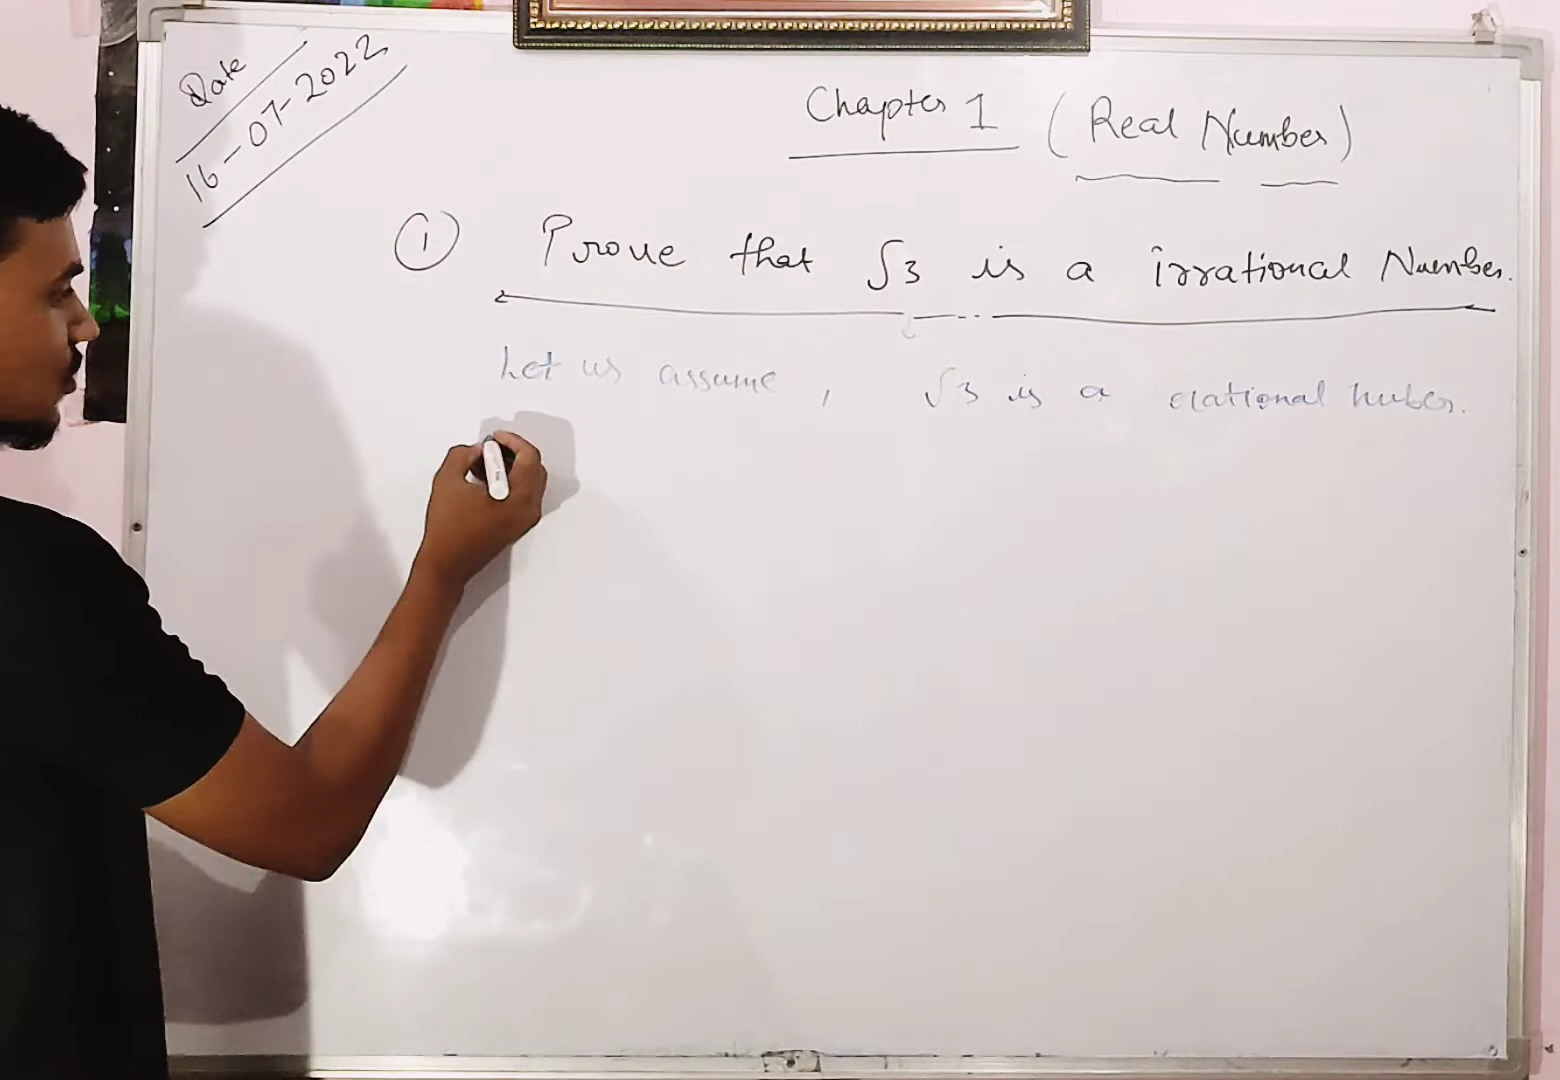 Date
16-07-2022
Chapter 1 (Real Number)
① Prove that √3 is a irrational Number.
Let us assume, √3 is a rational nuber.